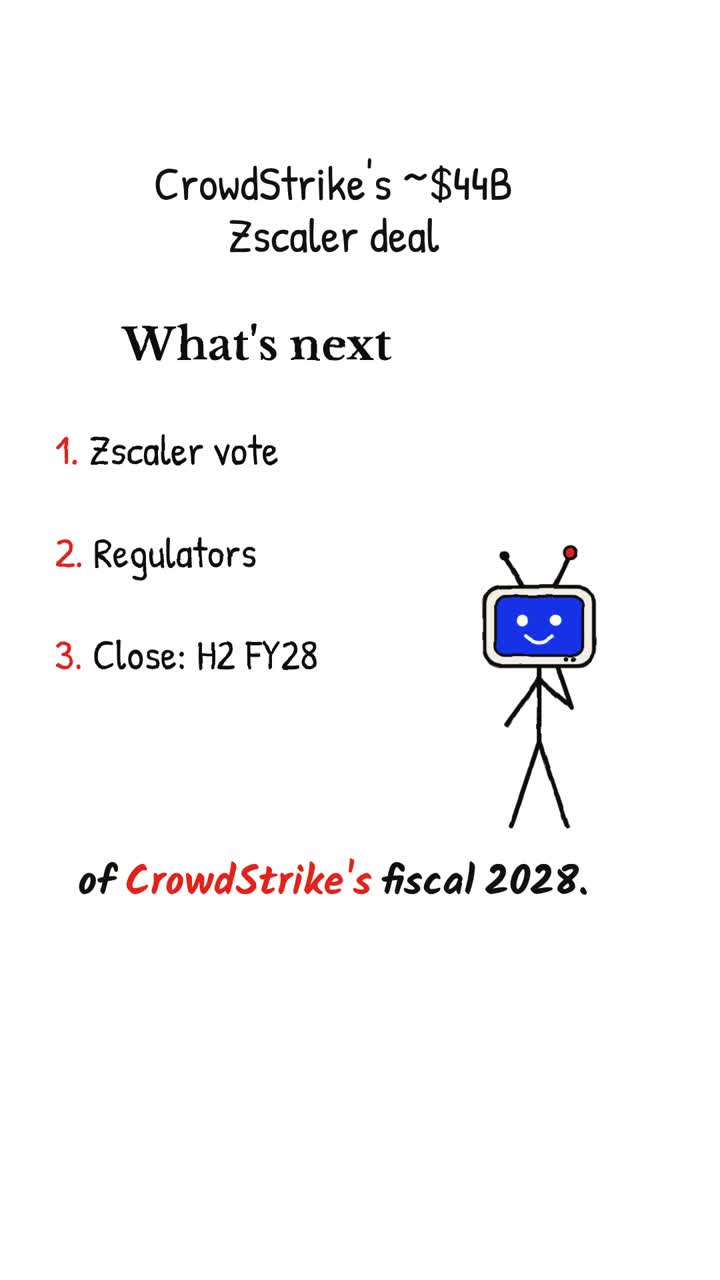 CrowdStrike's ~$44B
Zscaler deal
What's next
1. Zscaler vote
2. Regulators
3. Close: H2 FY28
of CrowdStrike's fiscal 2028.